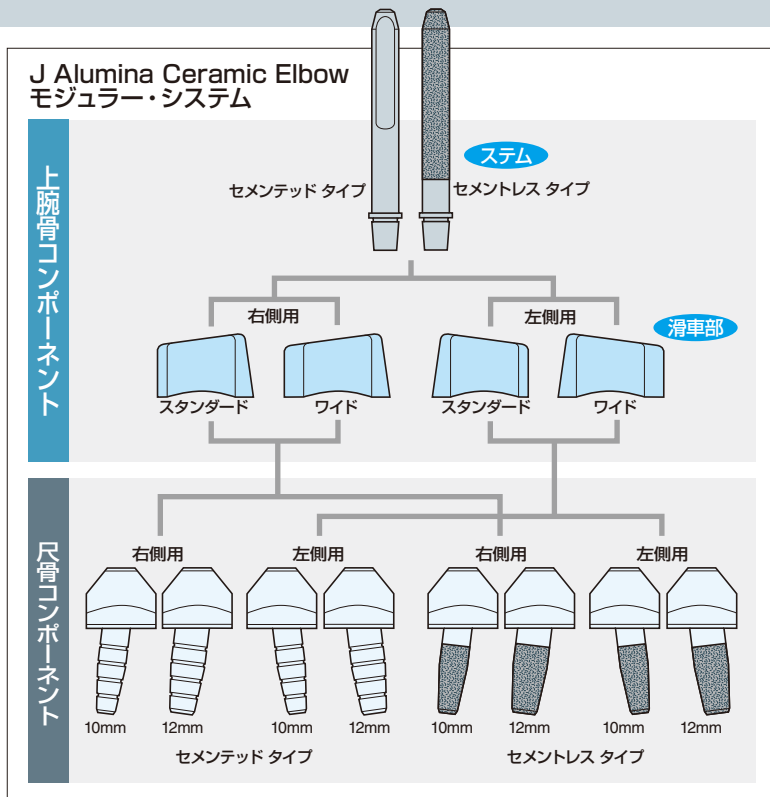 J Alumina Ceramic Elbow
モジュラー・システム
上腕骨コンポーネント
ステム
セメンテッド タイプ
セメントレス タイプ
右側用
左側用
滑車部
スタンダード
ワイド
スタンダード
ワイド
尺骨コンポーネント
右側用
左側用
右側用
左側用
10mm
12mm
10mm
12mm
10mm
12mm
10mm
12mm
セメンテッド タイプ
セメントレス タイプ